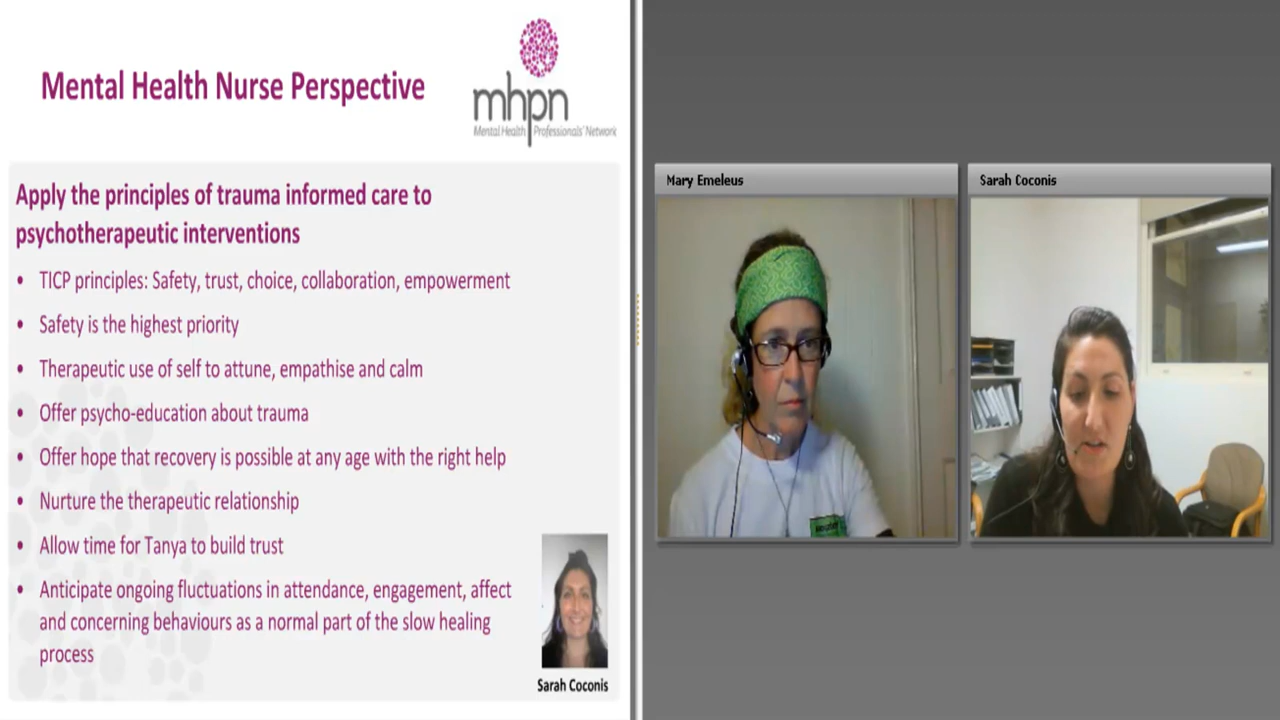 Mental Health Nurse Perspective
mhpn
Mental Health Professionals' Network
Apply the principles of trauma informed care to
psychotherapeutic interventions
• TICP principles: Safety, trust, choice, collaboration, empowerment
• Safety is the highest priority
• Therapeutic use of self to attune, empathise and calm
• Offer psycho-education about trauma
• Offer hope that recovery is possible at any age with the right help
• Nurture the therapeutic relationship
• Allow time for Tanya to build trust
• Anticipate ongoing fluctuations in attendance, engagement, affect
and concerning behaviours as a normal part of the slow healing
process
Sarah Coconis
Mary Emeleus
Sarah Coconis